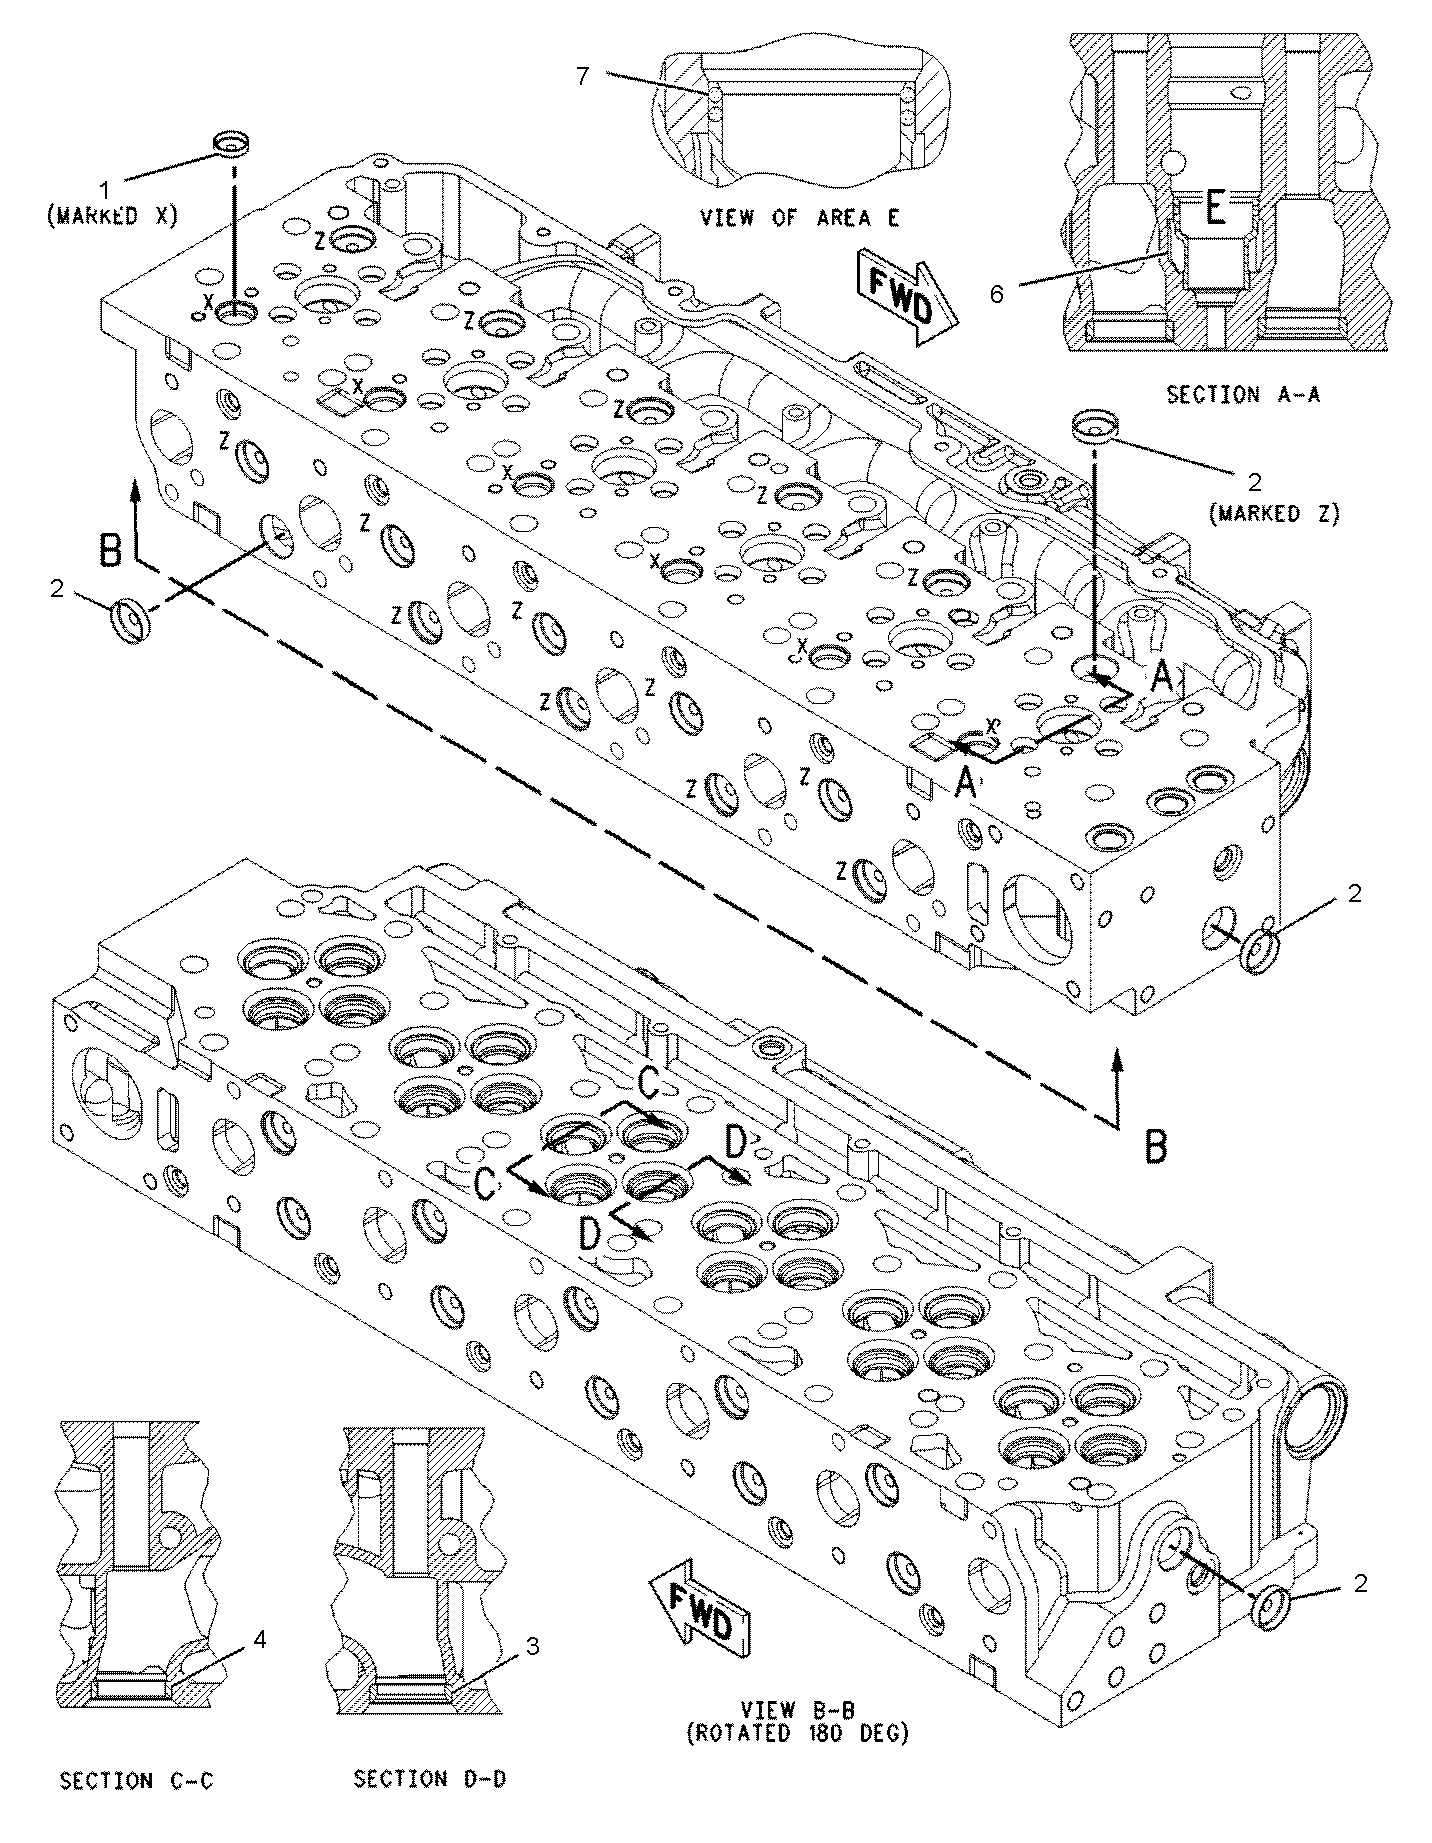 7
1
(MARKED X)
VIEW OF AREA E
E
6
FWD
SECTION A-A
Z
X
Z
X
Z
2
(MARKED Z)
Z
X
Z
Z
Z
B
2
X
Z
Z
Z
X
A
Z
Z
X
A
Z
Z
Z
2
B
C
D
C
D
FWD
2
4
3
VIEW B-B
(ROTATED 180 DEG)
SECTION C-C
SECTION D-D